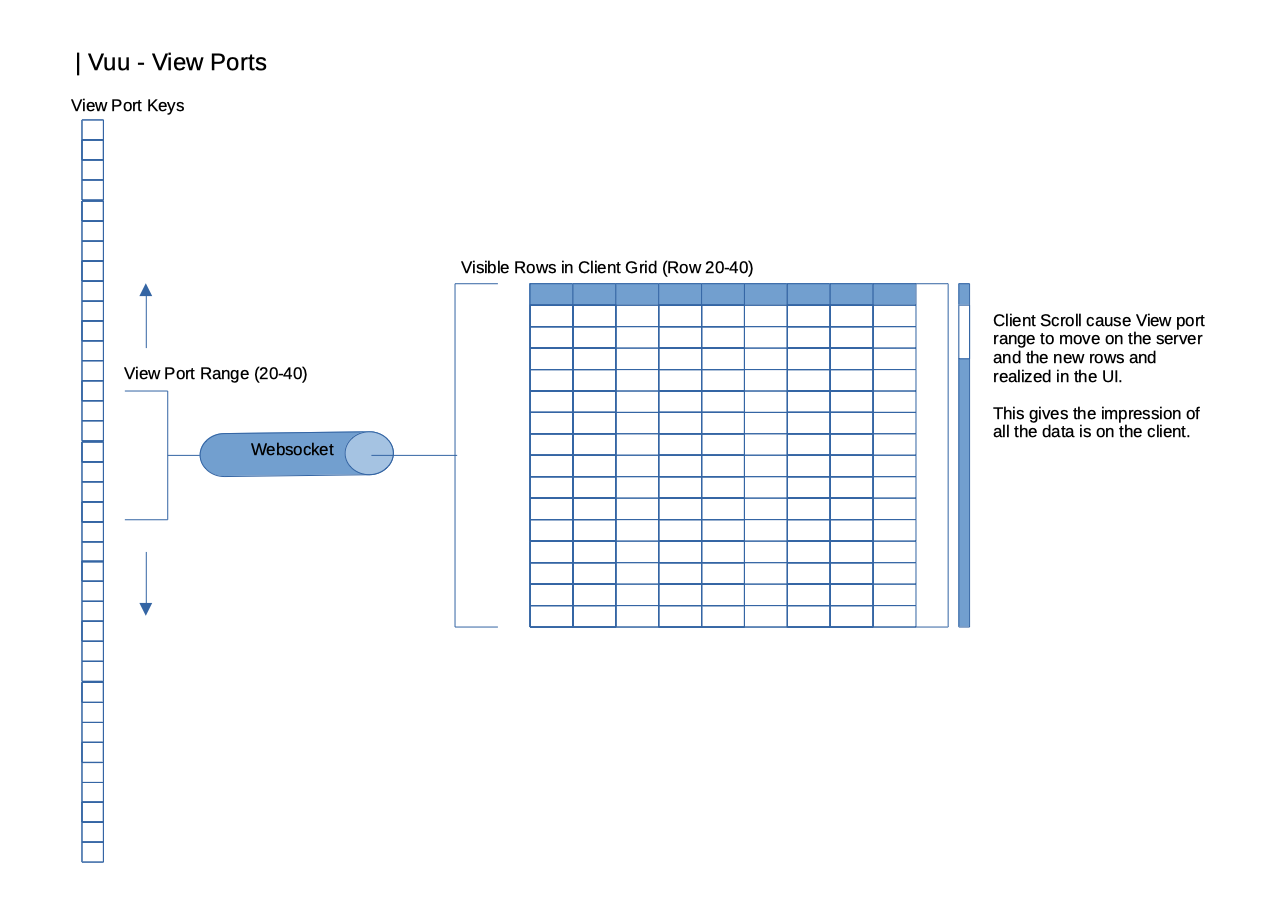 | Vuu - View Ports
View Port Keys
Visible Rows in Client Grid (Row 20-40)
View Port Range (20-40)
Websocket
Client Scroll cause View port
range to move on the server
and the new rows and
realized in the UI.
This gives the impression of
all the data is on the client.